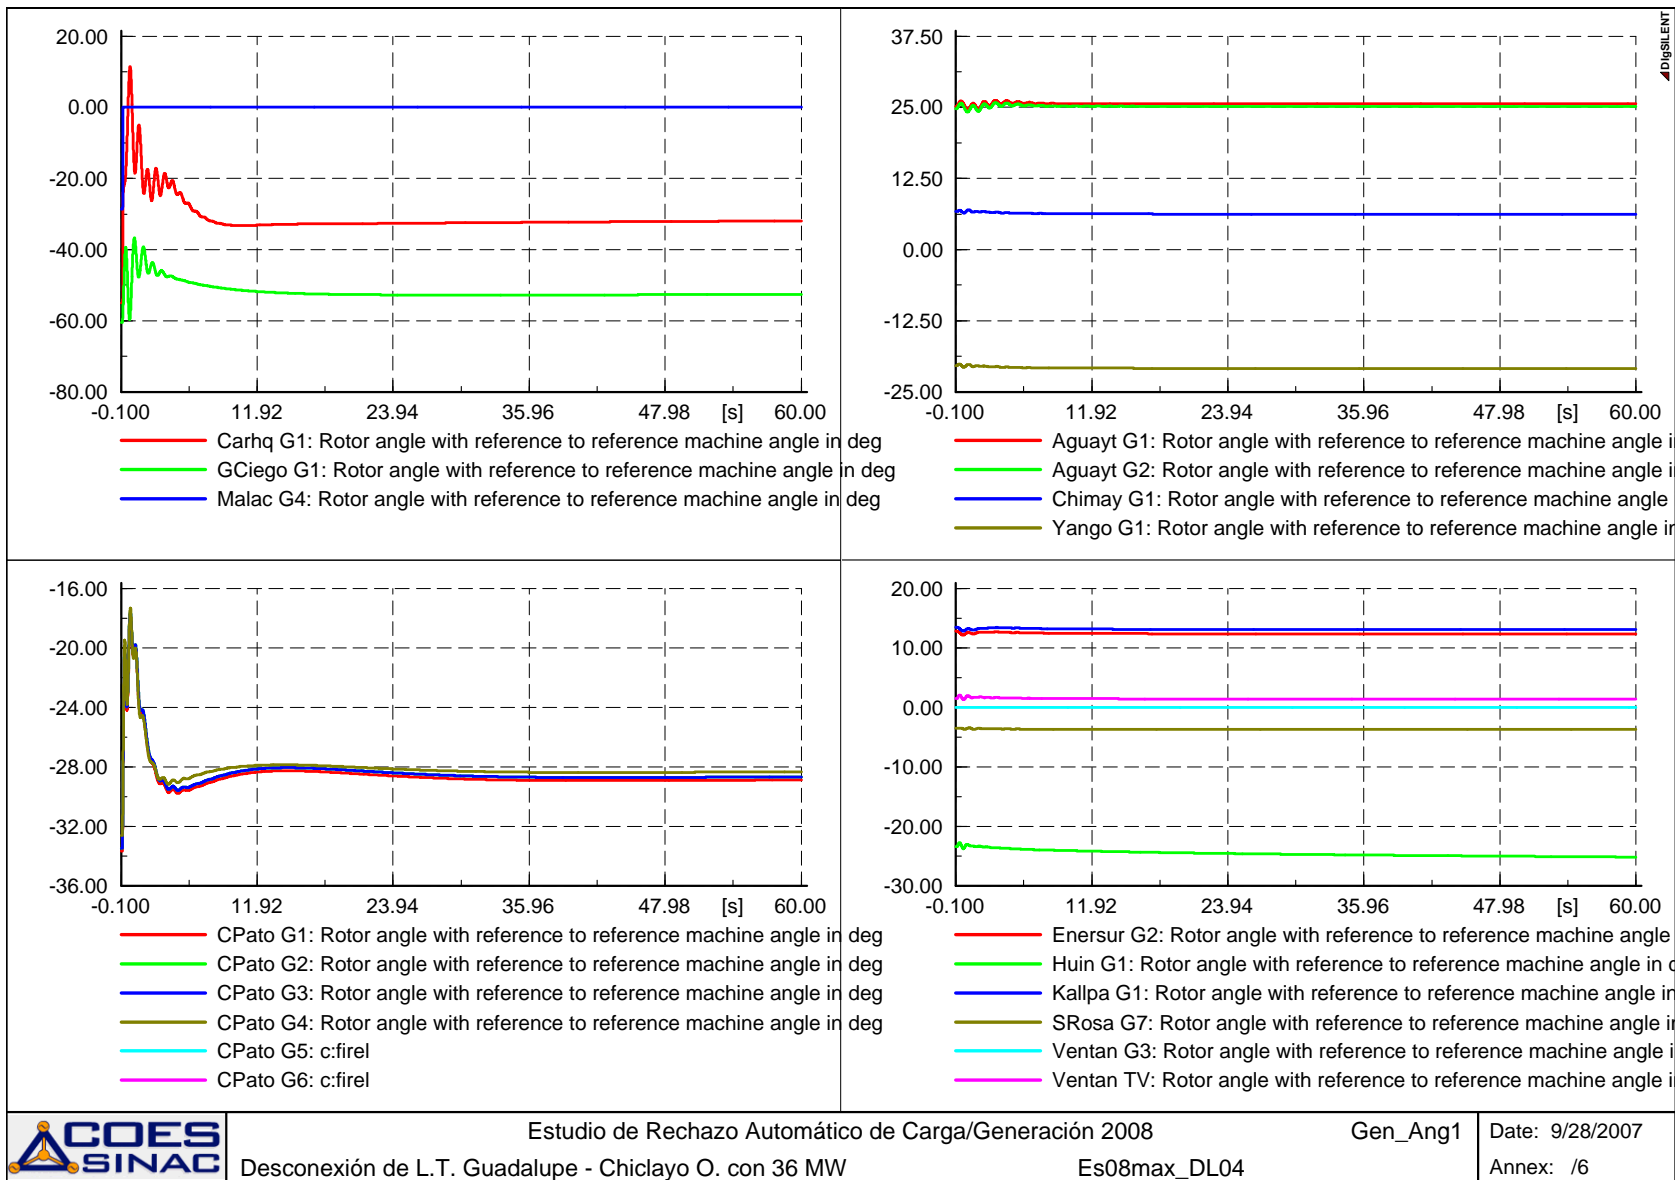 20.00
0.00
-20.00
-40.00
-60.00
-80.00
-0.100 11.92 23.94 35.96 47.98 [s] 60.00
Carhq G1: Rotor angle with reference to reference machine angle in deg
GCiego G1: Rotor angle with reference to reference machine angle in deg
Malac G4: Rotor angle with reference to reference machine angle in deg
37.50
25.00
12.50
0.00
-12.50
-25.00
-0.100 11.92 23.94 35.96 47.98 [s] 60.00
Aguayt G1: Rotor angle with reference to reference machine angle i
Aguayt G2: Rotor angle with reference to reference machine angle i
Chimay G1: Rotor angle with reference to reference machine angle
Yango G1: Rotor angle with reference to reference machine angle in
DIgSILENT
-16.00
-20.00
-24.00
-28.00
-32.00
-36.00
-0.100 11.92 23.94 35.96 47.98 [s] 60.00
CPato G1: Rotor angle with reference to reference machine angle in deg
CPato G2: Rotor angle with reference to reference machine angle in deg
CPato G3: Rotor angle with reference to reference machine angle in deg
CPato G4: Rotor angle with reference to reference machine angle in deg
CPato G5: c:firel
CPato G6: c:firel
20.00
10.00
0.00
-10.00
-20.00
-30.00
-0.100 11.92 23.94 35.96 47.98 [s] 60.00
Enersur G2: Rotor angle with reference to reference machine angle
Huin G1: Rotor angle with reference to reference machine angle in d
Kallpa G1: Rotor angle with reference to reference machine angle in
SRosa G7: Rotor angle with reference to reference machine angle i
Ventan G3: Rotor angle with reference to reference machine angle i
Ventan TV: Rotor angle with reference to reference machine angle i
COES
SINAC
Estudio de Rechazo Automático de Carga/Generación 2008 Gen_Ang1
Desconexión de L.T. Guadalupe - Chiclayo O. con 36 MW Es08max_DL04
Date: 9/28/2007
Annex: /6